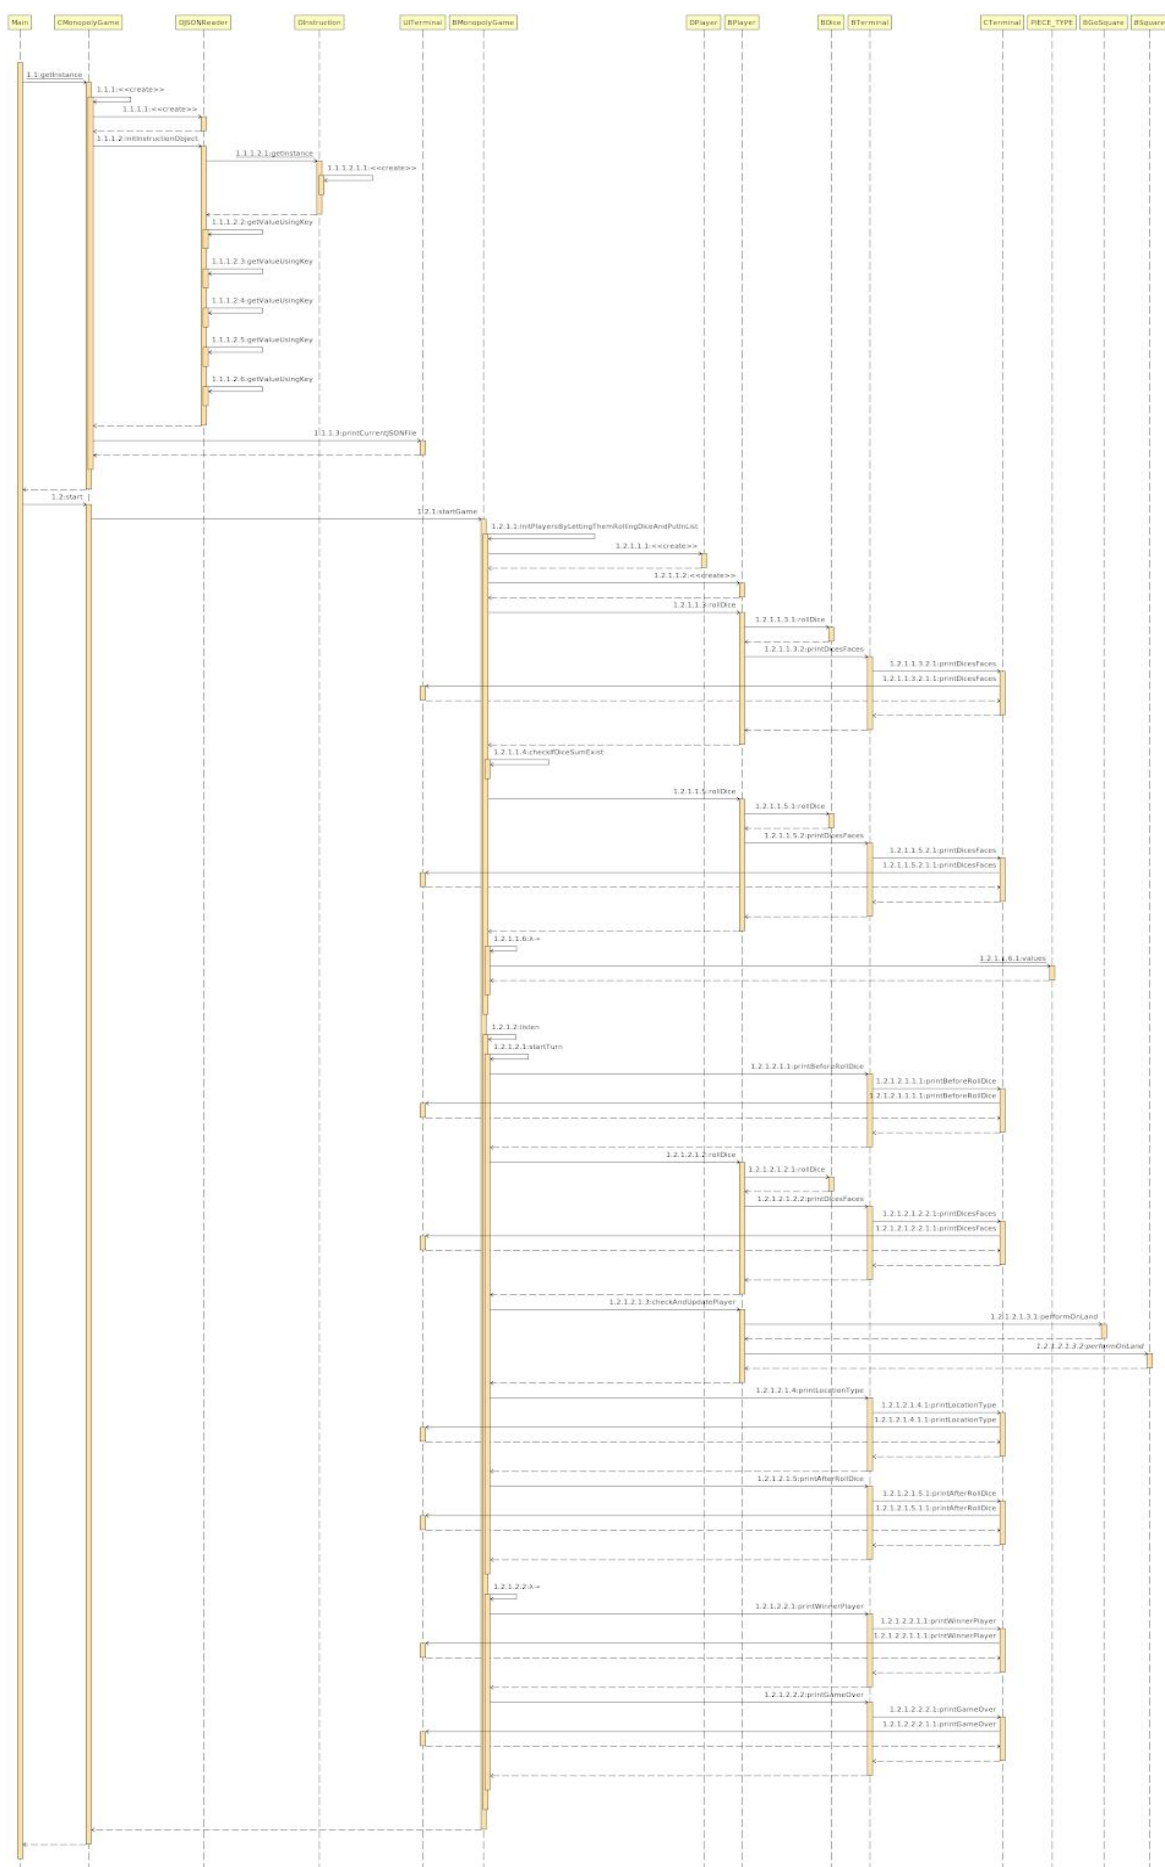 Main CMonopolyGame DJSONReader DInstruction UITerminal BMonopolyGame DPlayer BPlayer BDice BTerminal CTerminal PIECE_TYPE BGoSquare BSquare
1.1:getInstance
1.1.1:<<create>>
1.1.1.1:<<create>>
1.1.1.2:initInstructionObject
1.1.1.2.1:getInstance
1.1.1.2.1.1:<<create>>
1.1.1.2.2:getValueUsingKey
1.1.1.2.3:getValueUsingKey
1.1.1.2.4:getValueUsingKey
1.1.1.2.5:getValueUsingKey
1.1.1.2.6:getValueUsingKey
1.1.1.3:printCurrentJSONFile
1.2:start
1.2.1:startGame
1.2.1.1:initPlayersByLettingThemRollingDiceAndPutInList
1.2.1.1.1:<<create>>
1.2.1.1.2:<<create>>
1.2.1.1.3:rollDice
1.2.1.1.3.1:rollDice
1.2.1.1.3.2:printDicesFaces
1.2.1.1.3.2.1:printDicesFaces
1.2.1.1.3.2.1.1:printDicesFaces
1.2.1.1.4:checkIfDiceSumExist
1.2.1.1.5:rollDice
1.2.1.1.5.1:rollDice
1.2.1.1.5.2:printDicesFaces
1.2.1.1.5.2.1:printDicesFaces
1.2.1.1.5.2.1.1:printDicesFaces
1.2.1.1.6:λ→
1.2.1.1.6.1:values
1.2.1.2:listen
1.2.1.2.1:startTurn
1.2.1.2.1.1:printBeforeRollDice
1.2.1.2.1.1.1:printBeforeRollDice
1.2.1.2.1.1.1.1:printBeforeRollDice
1.2.1.2.1.2:rollDice
1.2.1.2.1.2.1:rollDice
1.2.1.2.1.2.2:printDicesFaces
1.2.1.2.1.2.2.1:printDicesFaces
1.2.1.2.1.2.2.1.1:printDicesFaces
1.2.1.2.1.3:checkAndUpdatePlayer
1.2.1.2.1.3.1:performOnLand
1.2.1.2.1.3.2:performOnLand
1.2.1.2.1.4:printLocationType
1.2.1.2.1.4.1:printLocationType
1.2.1.2.1.4.1.1:printLocationType
1.2.1.2.1.5:printAfterRollDice
1.2.1.2.1.5.1:printAfterRollDice
1.2.1.2.1.5.1.1:printAfterRollDice
1.2.1.2.2:λ→
1.2.1.2.2.1:printWinnerPlayer
1.2.1.2.2.1.1:printWinnerPlayer
1.2.1.2.2.1.1.1:printWinnerPlayer
1.2.1.2.2.2:printGameOver
1.2.1.2.2.2.1:printGameOver
1.2.1.2.2.2.1.1:printGameOver